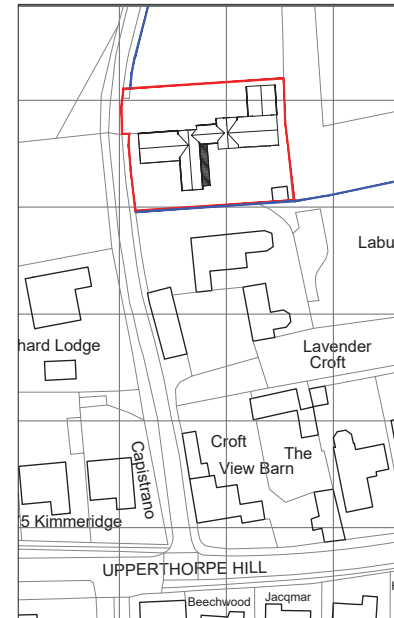 Labu
hard Lodge
Lavender
Croft
Croft
The
View Barn
Capistrano
5 Kimmeridge
UPPERTHORPE HILL
Beechwood
Jacqmar
H